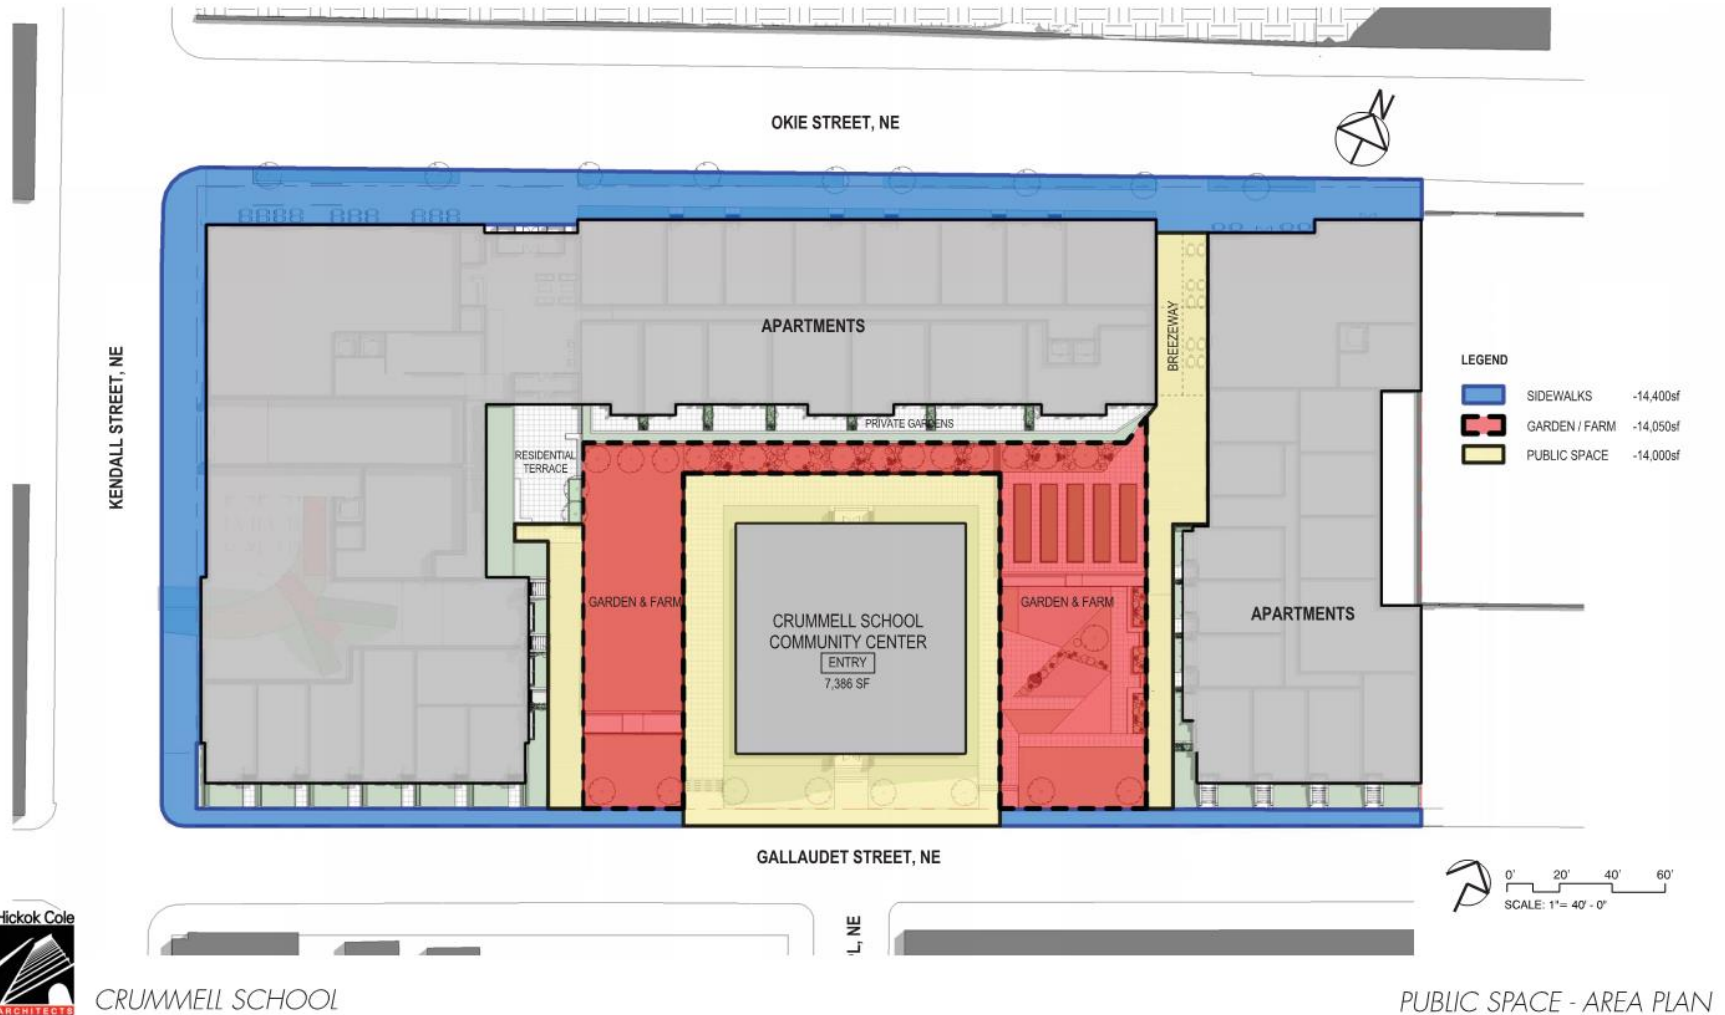 OKIE STREET, NE
N
KENDALL STREET, NE
APARTMENTS
BREEZEWAY
PRIVATE GARDENS
RESIDENTIAL
TERRACE
GARDEN & FARM
CRUMMELL SCHOOL
COMMUNITY CENTER
ENTRY
7,386 SF
GARDEN & FARM
APARTMENTS
LEGEND
SIDEWALKS -14,400sf
GARDEN / FARM -14,050sf
PUBLIC SPACE -14,000sf
GALLAUDET STREET, NE
0' 20' 40' 60'
SCALE: 1"= 40' - 0"
PL, NE
Hickok Cole
ARCHITECTS
CRUMMELL SCHOOL
PUBLIC SPACE - AREA PLAN